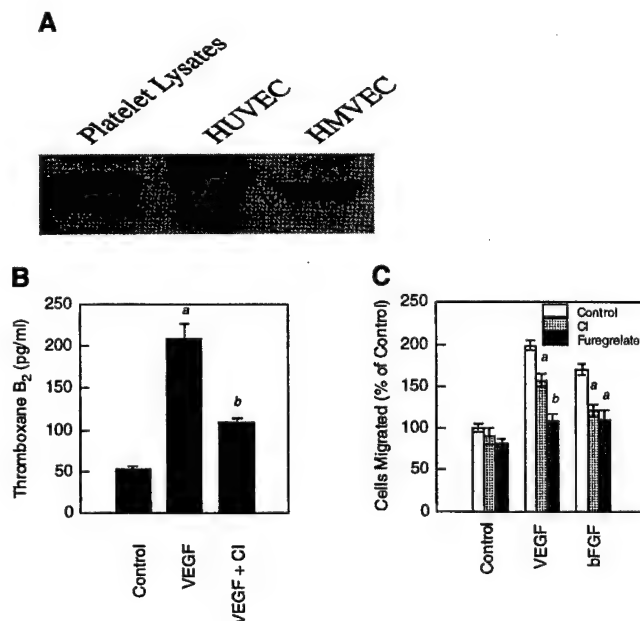 A
Platelet Lysates
HUVEC
HMVEC
B
250
200
150
100
50
0
Thromboxane B₂ (pg/ml)
a
b
Control
VEGF
VEGF + CI
C
250
200
150
100
50
0
Cells Migrated (% of Control)
Control
CI
Furegrelate
a
b
a
a
Control
VEGF
bFGF